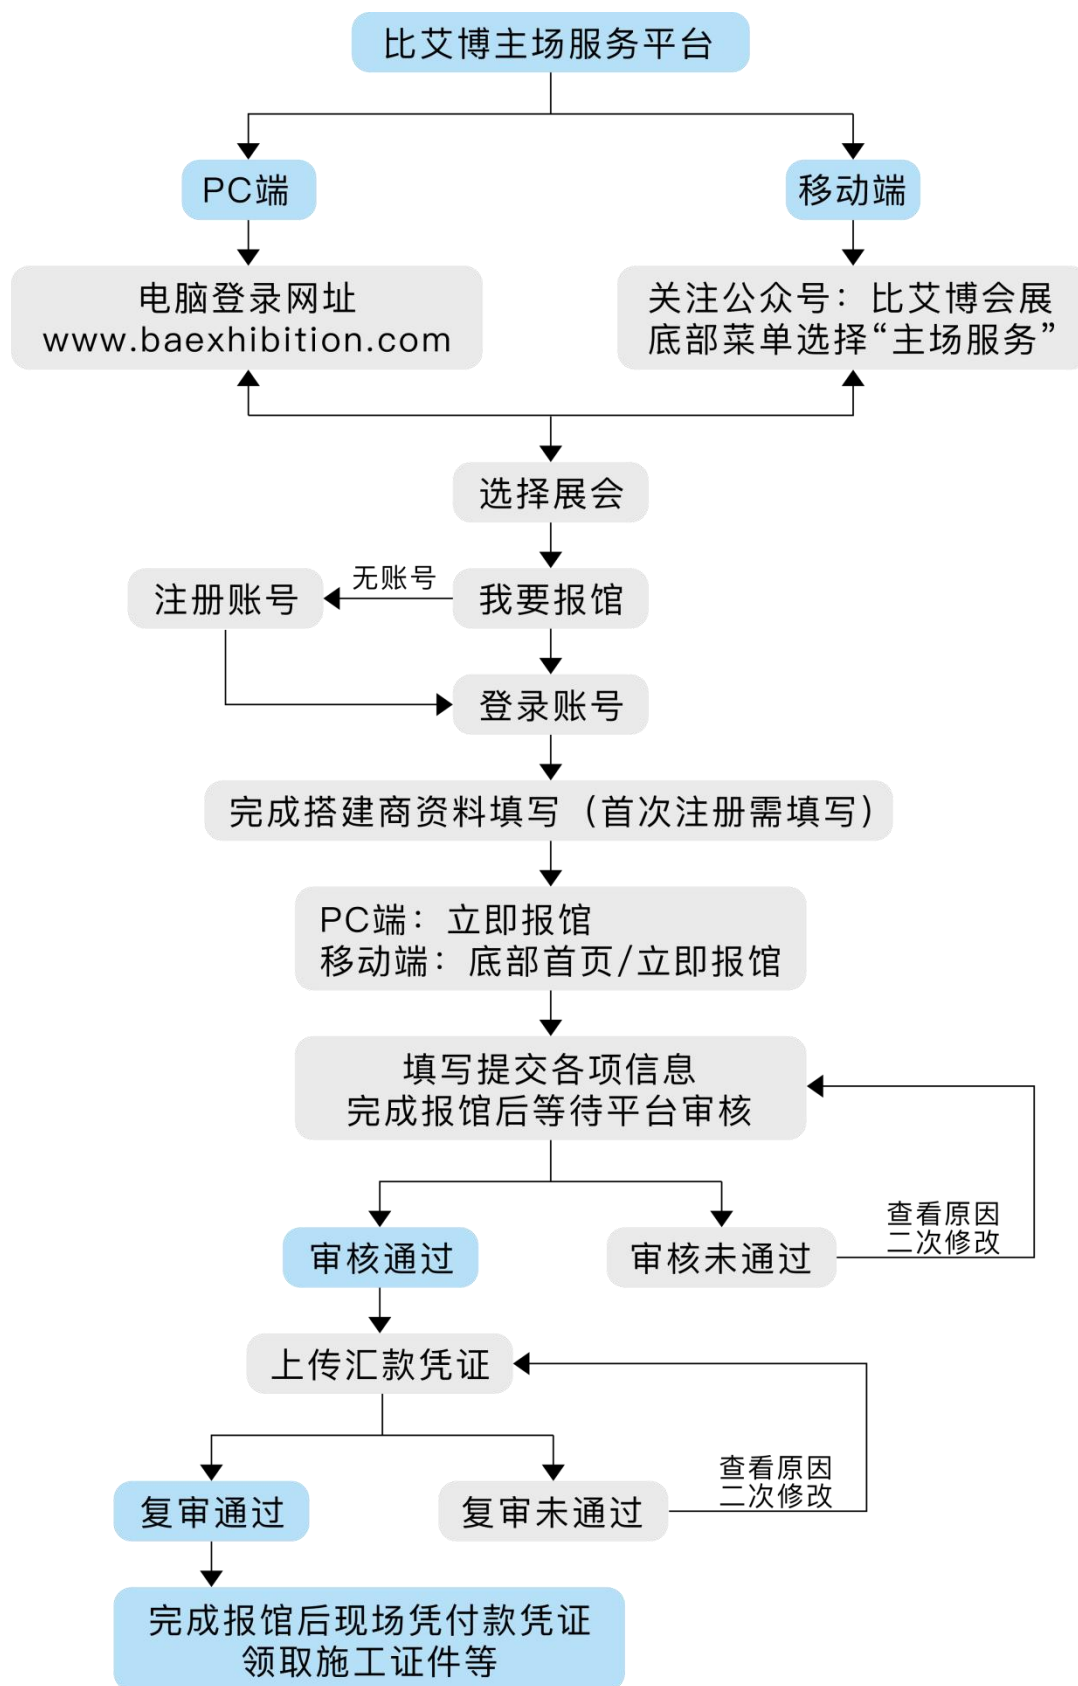 比艾博主场服务平台
PC端
移动端
电脑登录网址
www.baexhibition.com
关注公众号：比艾博会展
底部菜单选择“主场服务”
选择展会
无账号
注册账号
我要报馆
登录账号
完成搭建商资料填写（首次注册需填写）
PC端：立即报馆
移动端：底部首页/立即报馆
填写提交各项信息
完成报馆后等待平台审核
查看原因
二次修改
审核通过
审核未通过
上传汇款凭证
查看原因
二次修改
复审通过
复审未通过
完成报馆后现场凭付款凭证
领取施工证件等